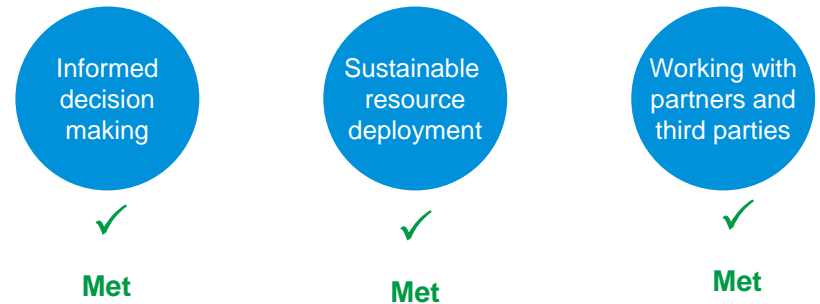 Informed
decision
making
Sustainable
resource
deployment
Working with
partners and
third parties
✓
✓
✓
Met
Met
Met